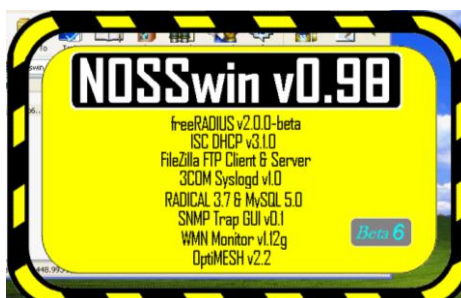 NOSSwin v0.98
freeRADIUS v2.0.0-beta
ISC DHCP v3.1.0
FileZilla FTP Client & Server
3COM Syslogd v1.0
RADICAL 3.7 & MySQL 5.0
SNMP Trap GUI v0.1
WMN Monitor v1.12g
Beta 6
OptiMESH v2.2